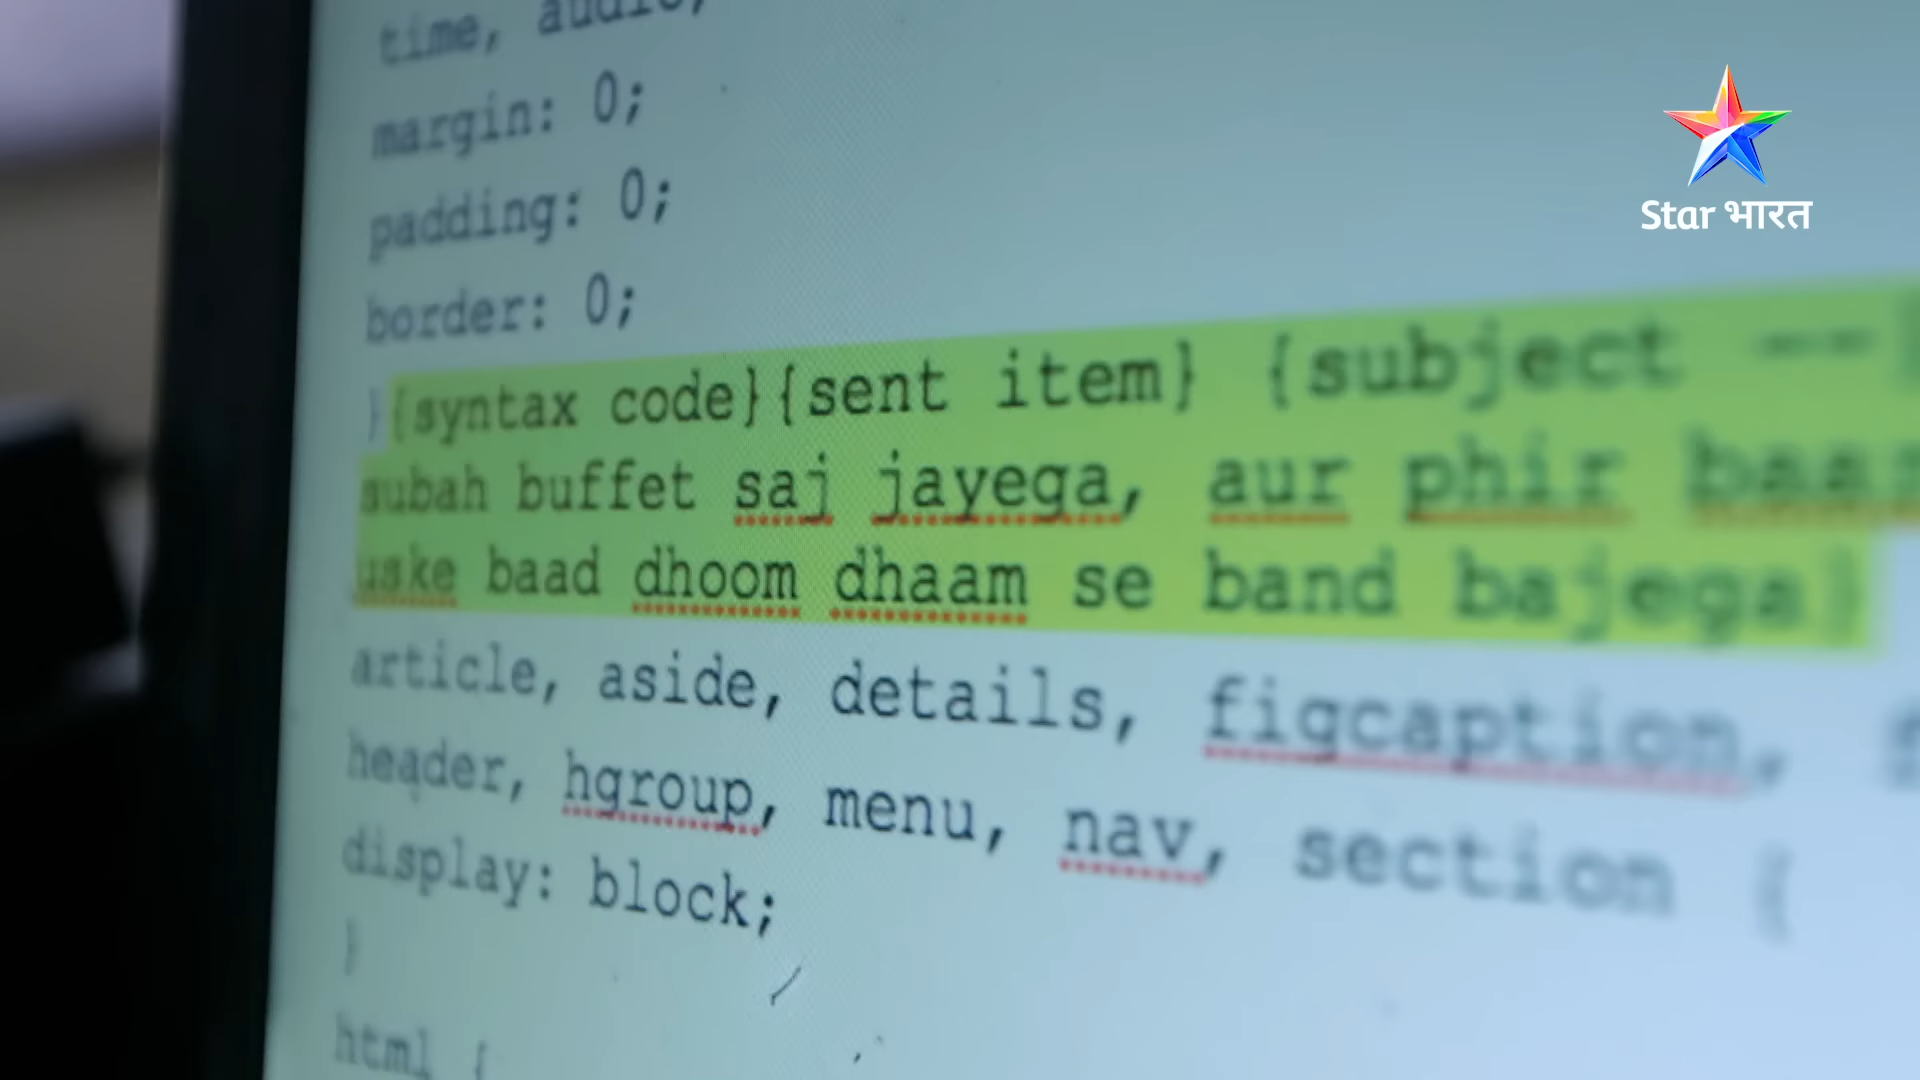 time, audio,
margin: 0;
padding: 0;
border: 0;
}{syntax code}{sent item} {subject --
subah buffet saj jayega, aur phir
uske baad dhoom dhaam se band bajega}
article, aside, details, figcaption,
header, hgroup, menu, nav, section {
display: block;
}
html {
Star भारत